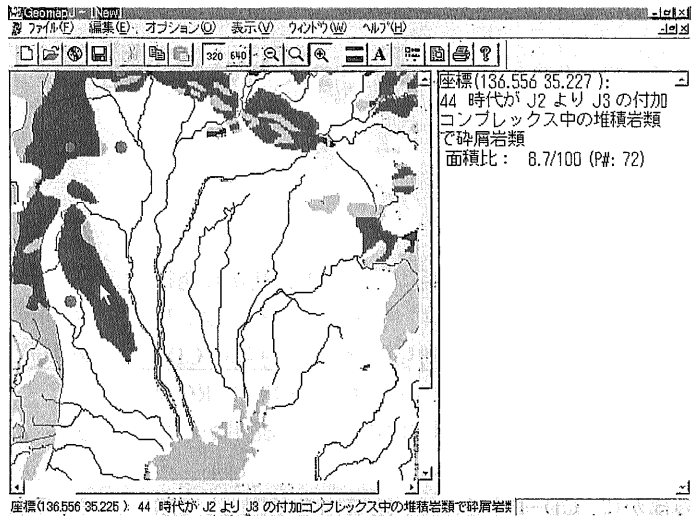 GeomapJ - [New]
ファイル(F) 編集(E) オプション(O) 表示(V) ウィンドウ(W) ヘルプ(H)
320 640 A ?
座標(136.556 35.227 ):
44 時代が J2 より J3 の付加
コンプレックス中の堆積岩類
で砕屑岩類
面積比: 8.7/100 (P#: 72)
座標(136.556 35.225 ): 44 時代が J2 より J3 の付加コンプレックス中の堆積岩類で砕屑岩類